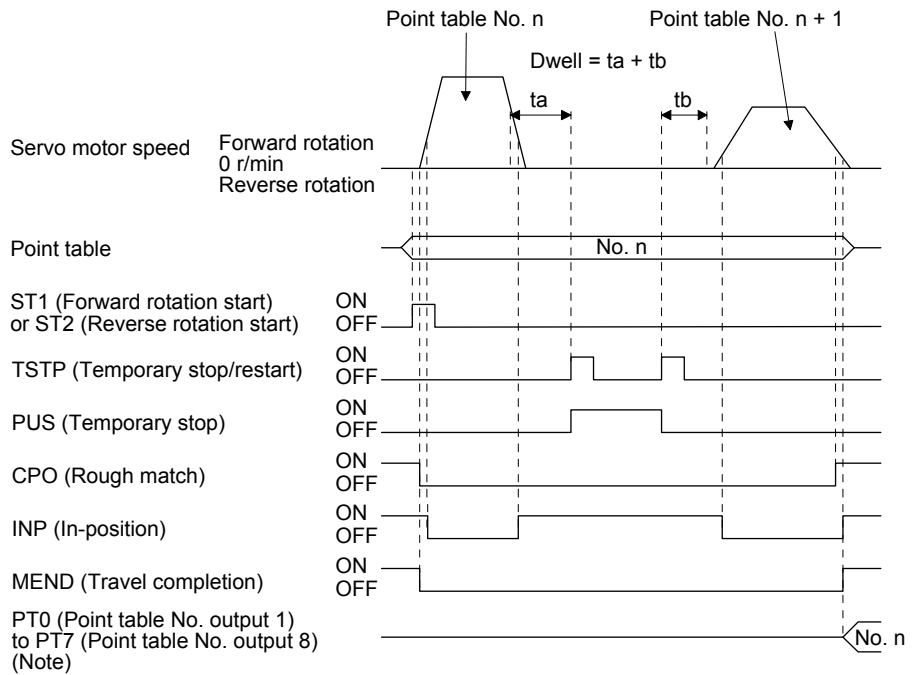 Point table No. n
Point table No. n + 1
Dwell = ta + tb
ta
tb
Servo motor speed
Forward rotation
0 r/min
Reverse rotation
Point table
No. n
ST1 (Forward rotation start)
or ST2 (Reverse rotation start)
ON
OFF
TSTP (Temporary stop/restart)
ON
OFF
PUS (Temporary stop)
ON
OFF
CPO (Rough match)
ON
OFF
INP (In-position)
ON
OFF
MEND (Travel completion)
ON
OFF
PT0 (Point table No. output 1)
to PT7 (Point table No. output 8)
(Note)
No. n